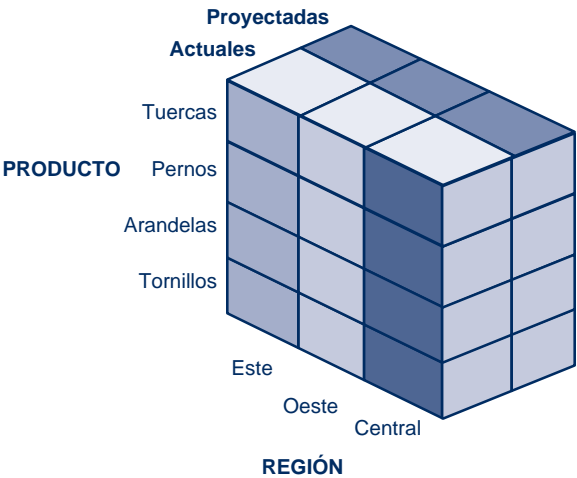 Proyectadas
Actuales
Tuercas
PRODUCTO Pernos
Arandelas
Tornillos
Este
Oeste
Central
REGIÓN